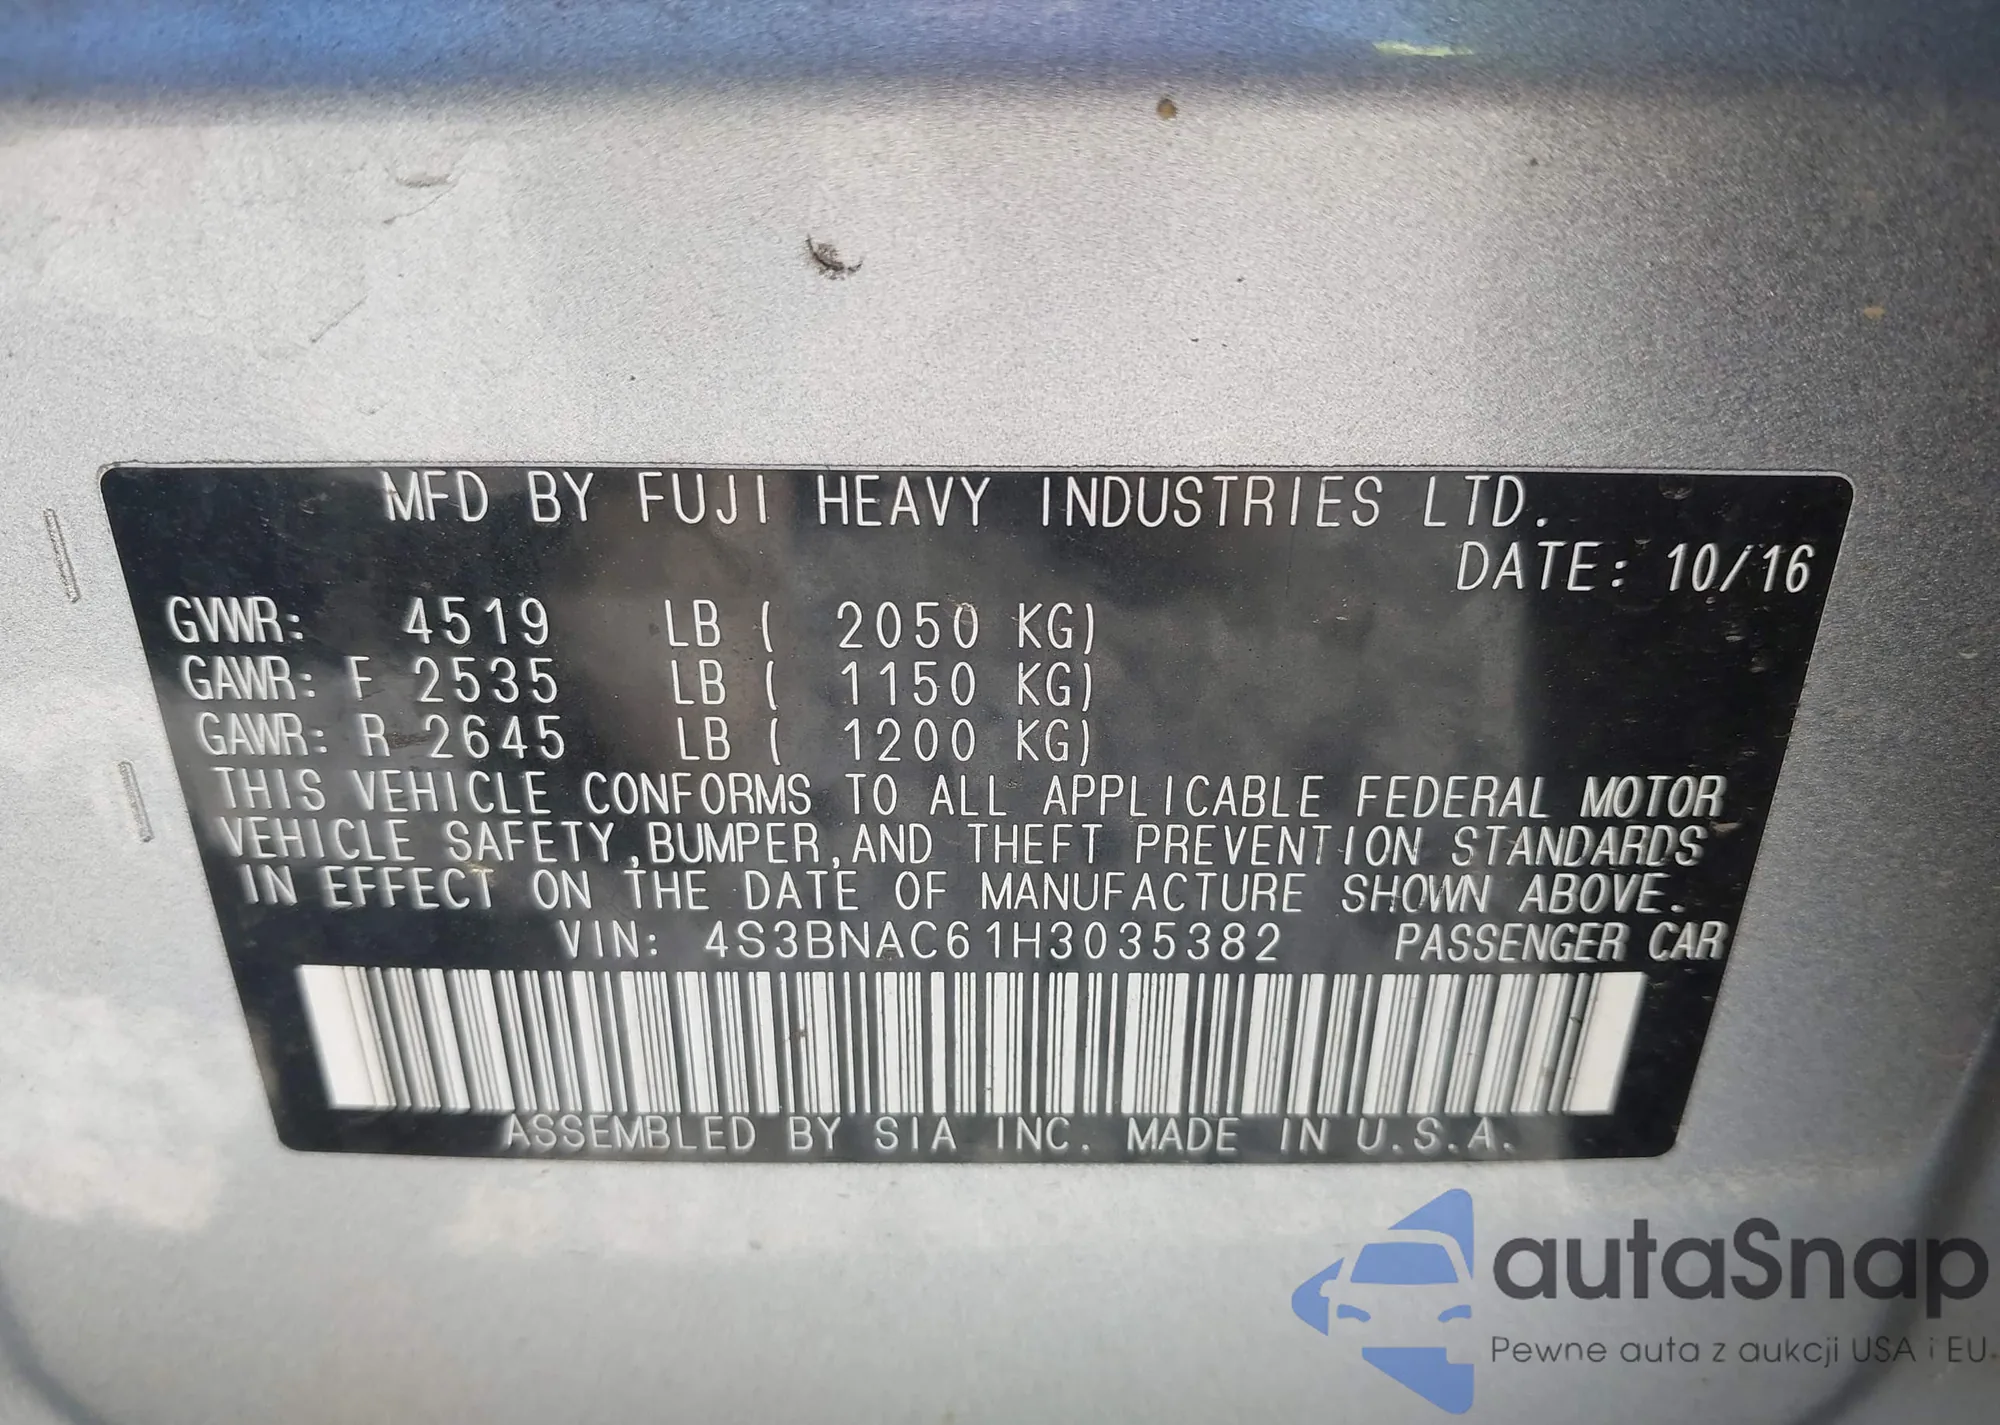 MFD BY FUJI HEAVY INDUSTRIES LTD.
DATE: 10/16
GVWR: 4519 LB ( 2050 KG)
GAWR: F 2535 LB ( 1150 KG)
GAWR: R 2645 LB ( 1200 KG)
THIS VEHICLE CONFORMS TO ALL APPLICABLE FEDERAL MOTOR
VEHICLE SAFETY,BUMPER,AND THEFT PREVENTION STANDARDS
IN EFFECT ON THE DATE OF MANUFACTURE SHOWN ABOVE.
VIN: 4S3BNAC61H3035382 PASSENGER CAR
ASSEMBLED BY SIA INC. MADE IN U.S.A.
autaSnap
Pewne auta z aukcji USA i EU